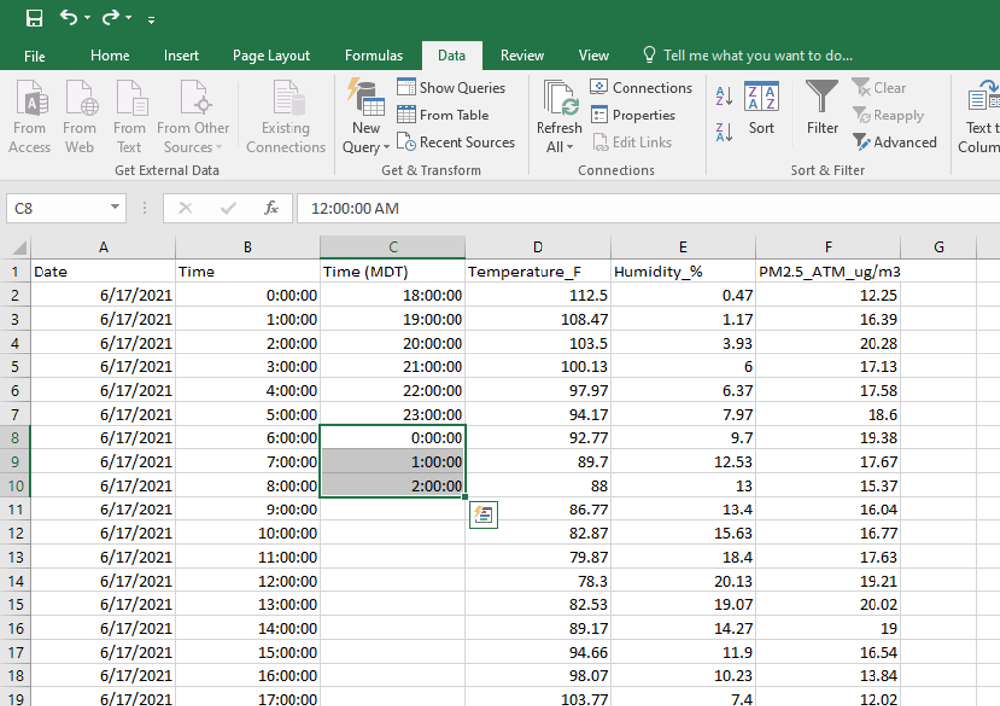 File Home Insert Page Layout Formulas Data Review View Tell me what you want to do...
From Access From Web From Text From Other Sources Existing Connections New Query Show Queries From Table Recent Sources Refresh All Connections Properties Edit Links Sort Filter Clear Reapply Advanced Text t Colum
Get External Data Get & Transform Connections Sort & Filter
C8 fx 12:00:00 AM
A B C D E F G
1 Date Time Time (MDT) Temperature_F Humidity_% PM2.5_ATM_ug/m3
2 6/17/2021 0:00:00 18:00:00 112.5 0.47 12.25
3 6/17/2021 1:00:00 19:00:00 108.47 1.17 16.39
4 6/17/2021 2:00:00 20:00:00 103.5 3.93 20.28
5 6/17/2021 3:00:00 21:00:00 100.13 6 17.13
6 6/17/2021 4:00:00 22:00:00 97.97 6.37 17.58
7 6/17/2021 5:00:00 23:00:00 94.17 7.97 18.6
8 6/17/2021 6:00:00 0:00:00 92.77 9.7 19.38
9 6/17/2021 7:00:00 1:00:00 89.7 12.53 17.67
10 6/17/2021 8:00:00 2:00:00 88 13 15.37
11 6/17/2021 9:00:00 86.77 13.4 16.04
12 6/17/2021 10:00:00 82.87 15.63 16.77
13 6/17/2021 11:00:00 79.87 18.4 17.63
14 6/17/2021 12:00:00 78.3 20.13 19.21
15 6/17/2021 13:00:00 82.53 19.07 20.02
16 6/17/2021 14:00:00 89.17 14.27 19
17 6/17/2021 15:00:00 94.66 11.9 16.54
18 6/17/2021 16:00:00 98.07 10.23 13.84
19 6/17/2021 17:00:00 103.77 7.4 12.02